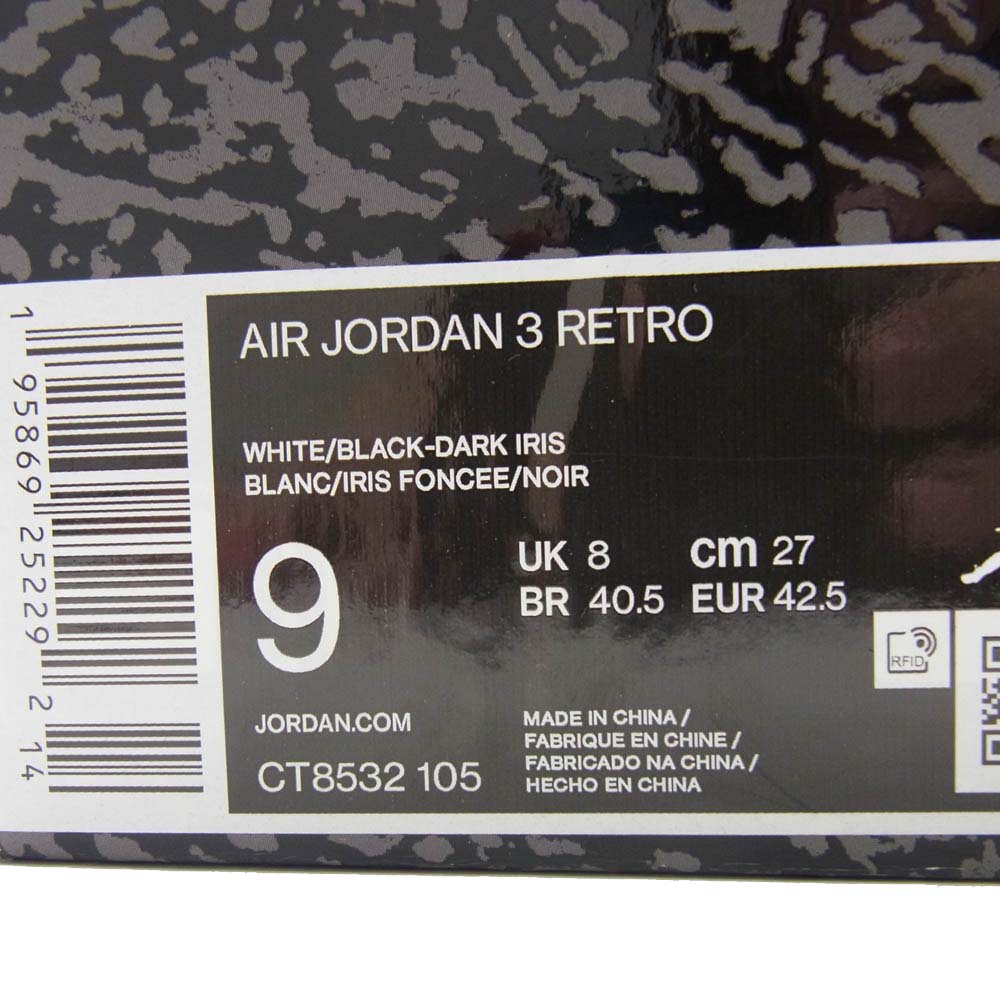 AIR JORDAN 3 RETRO
WHITE/BLACK-DARK IRIS
BLANC/IRIS FONCEE/NOIR
9
UK 8 cm 27
BR 40.5 EUR 42.5
RFID
JORDAN.COM
CT8532 105
MADE IN CHINA /
FABRIQUE EN CHINE /
FABRICADO NA CHINA /
HECHO EN CHINA
1 95869 25229 2 14